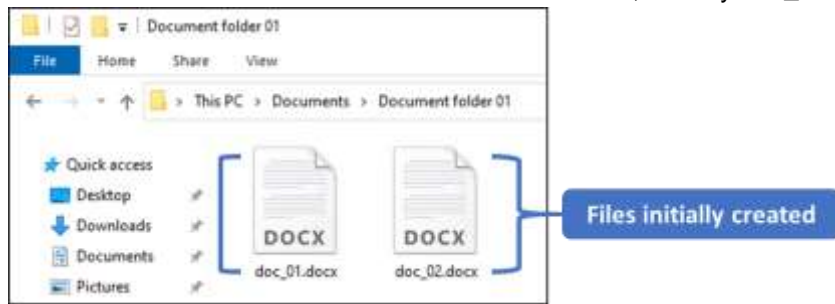 Document folder 01
File Home Share View
This PC > Documents > Document folder 01
Quick access
Desktop
Downloads
Documents
Pictures
DOCX DOCX
doc_01.docx doc_02.docx
Files initially created